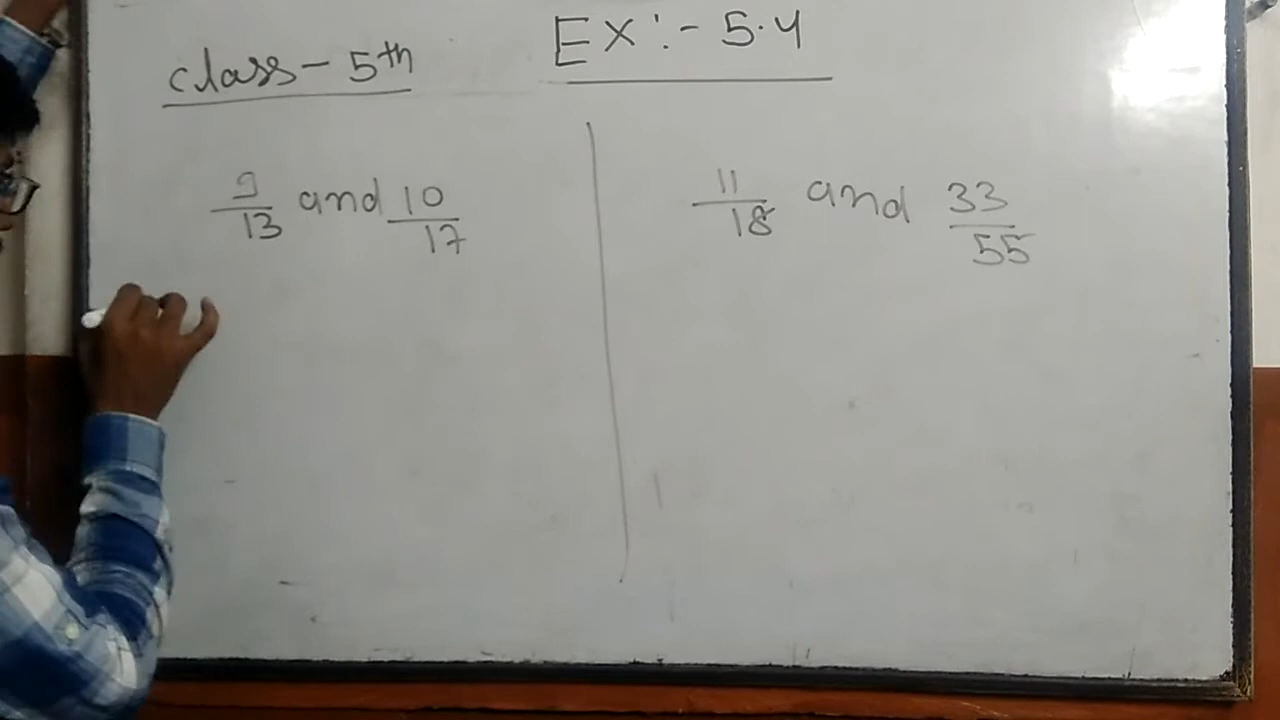 Class - 5th
Ex :- 5.4
9/13 and 10/17
11/18 and 33/55